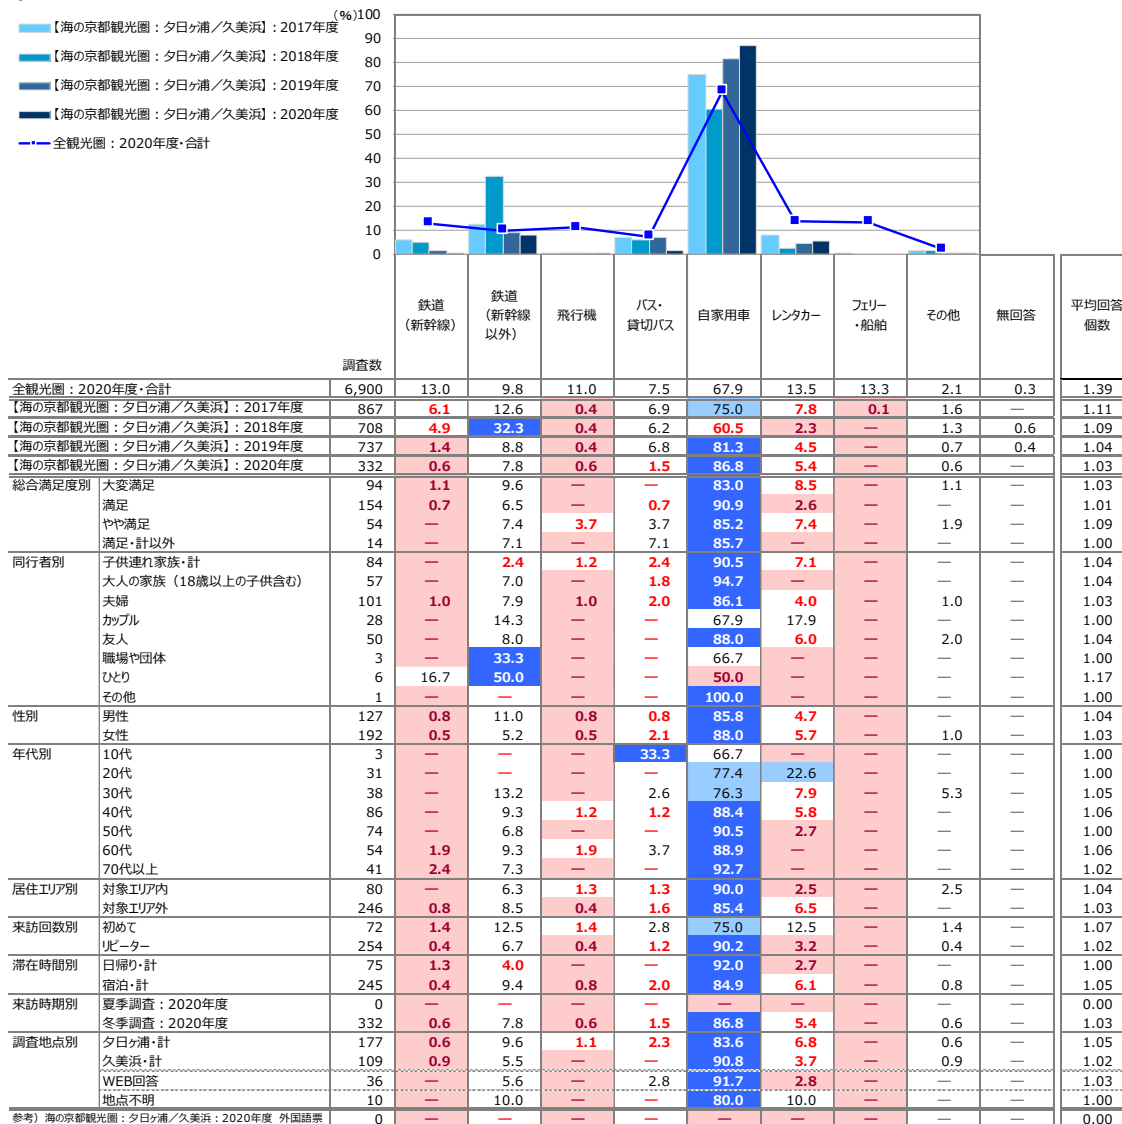 (%)
100
90
80
70
60
50
40
30
20
10
0
【海の京都観光圏：夕日ヶ浦／久美浜】：2017年度
【海の京都観光圏：夕日ヶ浦／久美浜】：2018年度
【海の京都観光圏：夕日ヶ浦／久美浜】：2019年度
【海の京都観光圏：夕日ヶ浦／久美浜】：2020年度
全観光圏：2020年度・合計
調査数 鉄道（新幹線） 鉄道（新幹線以外） 飛行機 バス・貸切バス 自家用車 レンタカー フェリー・船舶 その他 無回答 平均回答個数
全観光圏：2020年度・合計 6,900 13.0 9.8 11.0 7.5 67.9 13.5 13.3 2.1 0.3 1.39
【海の京都観光圏：夕日ヶ浦／久美浜】：2017年度 867 6.1 12.6 0.4 6.9 75.0 7.8 0.1 1.6 — 1.11
【海の京都観光圏：夕日ヶ浦／久美浜】：2018年度 708 4.9 32.3 0.4 6.2 60.5 2.3 — 1.3 0.6 1.09
【海の京都観光圏：夕日ヶ浦／久美浜】：2019年度 737 1.4 8.8 0.4 6.8 81.3 4.5 — 0.7 0.4 1.04
【海の京都観光圏：夕日ヶ浦／久美浜】：2020年度 332 0.6 7.8 0.6 1.5 86.8 5.4 — 0.6 — 1.03
総合満足度別 大変満足 94 1.1 9.6 — — 83.0 8.5 — 1.1 — 1.03
満足 154 0.7 6.5 — 0.7 90.9 2.6 — — — 1.01
やや満足 54 — 7.4 3.7 3.7 85.2 7.4 — 1.9 — 1.09
満足・計以外 14 — 7.1 — 7.1 85.7 — — — — 1.00
同行者別 子供連れ家族・計 84 — 2.4 1.2 2.4 90.5 7.1 — — — 1.04
大人の家族（18歳以上の子供含む） 57 — 7.0 — 1.8 94.7 — — — — 1.04
夫婦 101 1.0 7.9 1.0 2.0 86.1 4.0 — 1.0 — 1.03
カップル 28 — 14.3 — — 67.9 17.9 — — — 1.00
友人 50 — 8.0 — — 88.0 6.0 — 2.0 — 1.04
職場や団体 3 — 33.3 — — 66.7 — — — — 1.00
ひとり 6 16.7 50.0 — — 50.0 — — — — 1.17
その他 1 — — — — 100.0 — — — — 1.00
性別 男性 127 0.8 11.0 0.8 0.8 85.8 4.7 — — — 1.04
女性 192 0.5 5.2 0.5 2.1 88.0 5.7 — 1.0 — 1.03
年代別 10代 3 — — — 33.3 66.7 — — — — 1.00
20代 31 — — — — 77.4 22.6 — — — 1.00
30代 38 — 13.2 — 2.6 76.3 7.9 — 5.3 — 1.05
40代 86 — 9.3 1.2 1.2 88.4 5.8 — — — 1.06
50代 74 — 6.8 — — 90.5 2.7 — — — 1.00
60代 54 1.9 9.3 1.9 3.7 88.9 — — — — 1.06
70代以上 41 2.4 7.3 — — 92.7 — — — — 1.02
居住エリア別 対象エリア内 80 — 6.3 1.3 1.3 90.0 2.5 — 2.5 — 1.04
対象エリア外 246 0.8 8.5 0.4 1.6 85.4 6.5 — — — 1.03
来訪回数別 初めて 72 1.4 12.5 1.4 2.8 75.0 12.5 — 1.4 — 1.07
リピーター 254 0.4 6.7 0.4 1.2 90.2 3.2 — 0.4 — 1.02
滞在時間別 日帰り・計 75 1.3 4.0 — — 92.0 2.7 — — — 1.00
宿泊・計 245 0.4 9.4 0.8 2.0 84.9 6.1 — 0.8 — 1.05
来訪時期別 夏季調査：2020年度 0 — — — — — — — — — 0.00
冬季調査：2020年度 332 0.6 7.8 0.6 1.5 86.8 5.4 — 0.6 — 1.03
調査地点別 夕日ヶ浦・計 177 0.6 9.6 1.1 2.3 83.6 6.8 — 0.6 — 1.05
久美浜・計 109 0.9 5.5 — — 90.8 3.7 — 0.9 — 1.02
WEB回答 36 — 5.6 — 2.8 91.7 2.8 — — — 1.03
地点不明 10 — 10.0 — — 80.0 10.0 — — — 1.00
参考）海の京都観光圏：夕日ヶ浦／久美浜：2020年度 外国語票 0 — — — — — — — — — 0.00